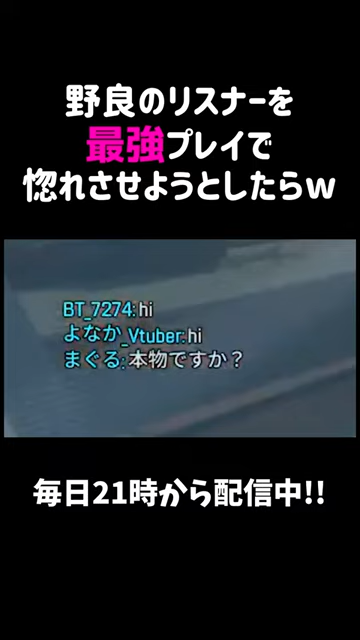 野良のリスナーを
最強プレイで
惚れさせようとしたらw
BT_7274:hi
よなか_Vtuber:hi
まぐる:本物ですか？
毎日21時から配信中!!